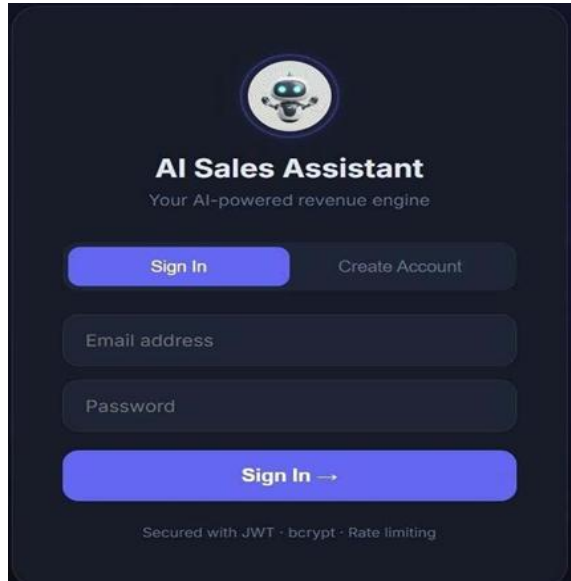 AI Sales Assistant
Your AI-powered revenue engine
Sign In
Create Account
Email address
Password
Sign In →
Secured with JWT · bcrypt · Rate limiting